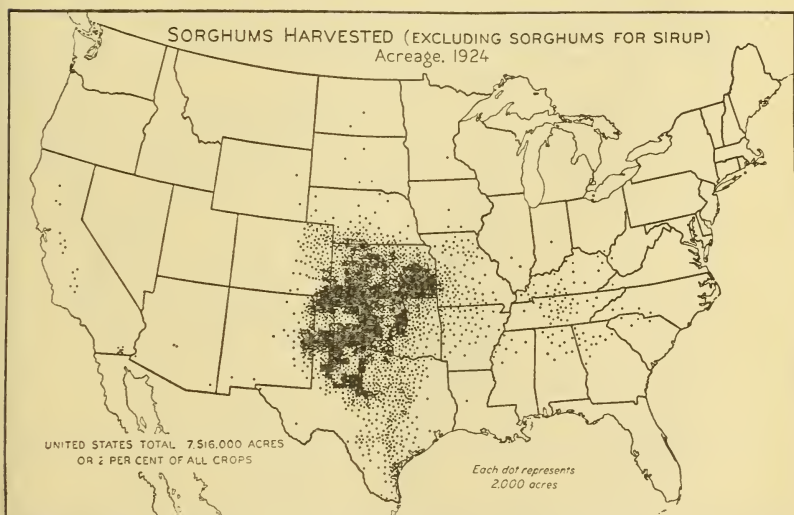 SORGHUMS HARVESTED (EXCLUDING SORGHUMS FOR SIRUP)
Acreage, 1924
UNITED STATES TOTAL 7,516,000 ACRES
OR 2 PER CENT OF ALL CROPS
Each dot represents
2,000 acres